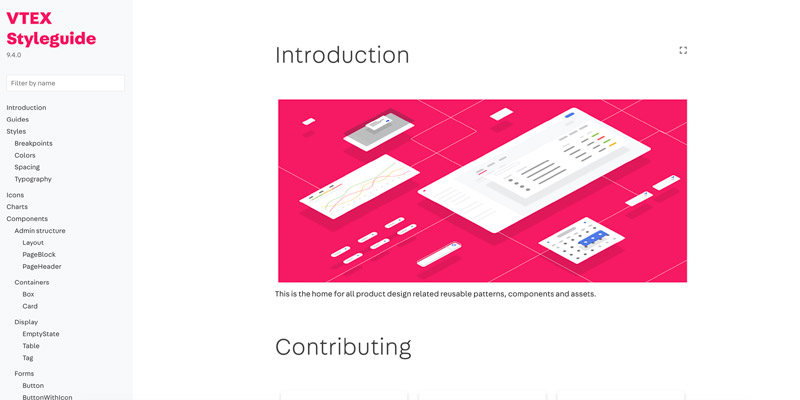 VTEX
Styleguide
9.4.0
Filter by name
Introduction
Guides
Styles
Breakpoints
Colors
Spacing
Typography
Icons
Charts
Components
Admin structure
Layout
PageBlock
PageHeader
Containers
Box
Card
Display
EmptyState
Table
Tag
Forms
Button
ButtonWithIcon
Introduction
This is the home for all product design related reusable patterns, components and assets.
Contributing